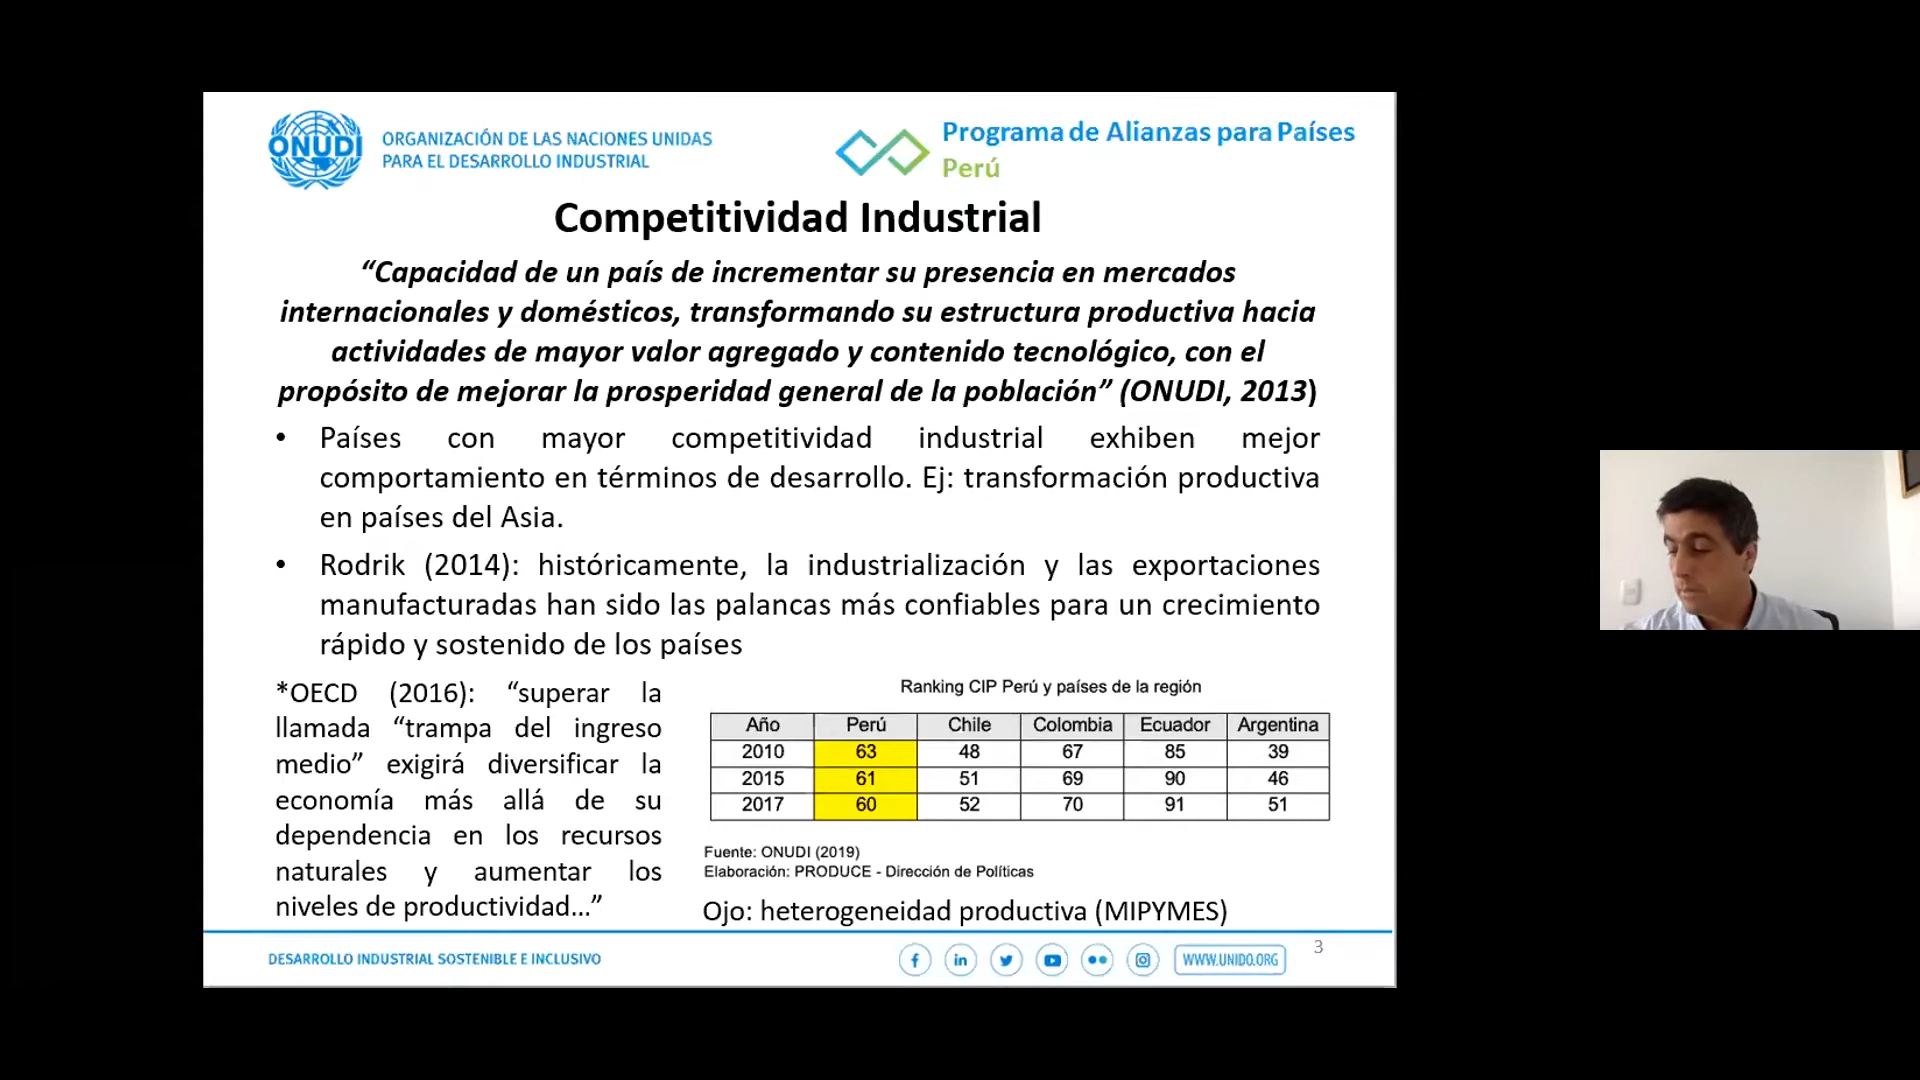 ONUDI
ORGANIZACIÓN DE LAS NACIONES UNIDAS
PARA EL DESARROLLO INDUSTRIAL
Programa de Alianzas para Países
Perú
Competitividad Industrial
“Capacidad de un país de incrementar su presencia en mercados
internacionales y domésticos, transformando su estructura productiva hacia
actividades de mayor valor agregado y contenido tecnológico, con el
propósito de mejorar la prosperidad general de la población” (ONUDI, 2013)
• Países con mayor competitividad industrial exhiben mejor
comportamiento en términos de desarrollo. Ej: transformación productiva
en países del Asia.
• Rodrik (2014): históricamente, la industrialización y las exportaciones
manufacturadas han sido las palancas más confiables para un crecimiento
rápido y sostenido de los países
*OECD (2016): “superar la
llamada “trampa del ingreso
medio” exigirá diversificar la
economía más allá de su
dependencia en los recursos
naturales y aumentar los
niveles de productividad…”
Ranking CIP Perú y países de la región
Año Perú Chile Colombia Ecuador Argentina
2010 63 48 67 85 39
2015 61 51 69 90 46
2017 60 52 70 91 51
Fuente: ONUDI (2019)
Elaboración: PRODUCE - Dirección de Políticas
Ojo: heterogeneidad productiva (MIPYMES)
DESARROLLO INDUSTRIAL SOSTENIBLE E INCLUSIVO
WWW.UNIDO.ORG
3